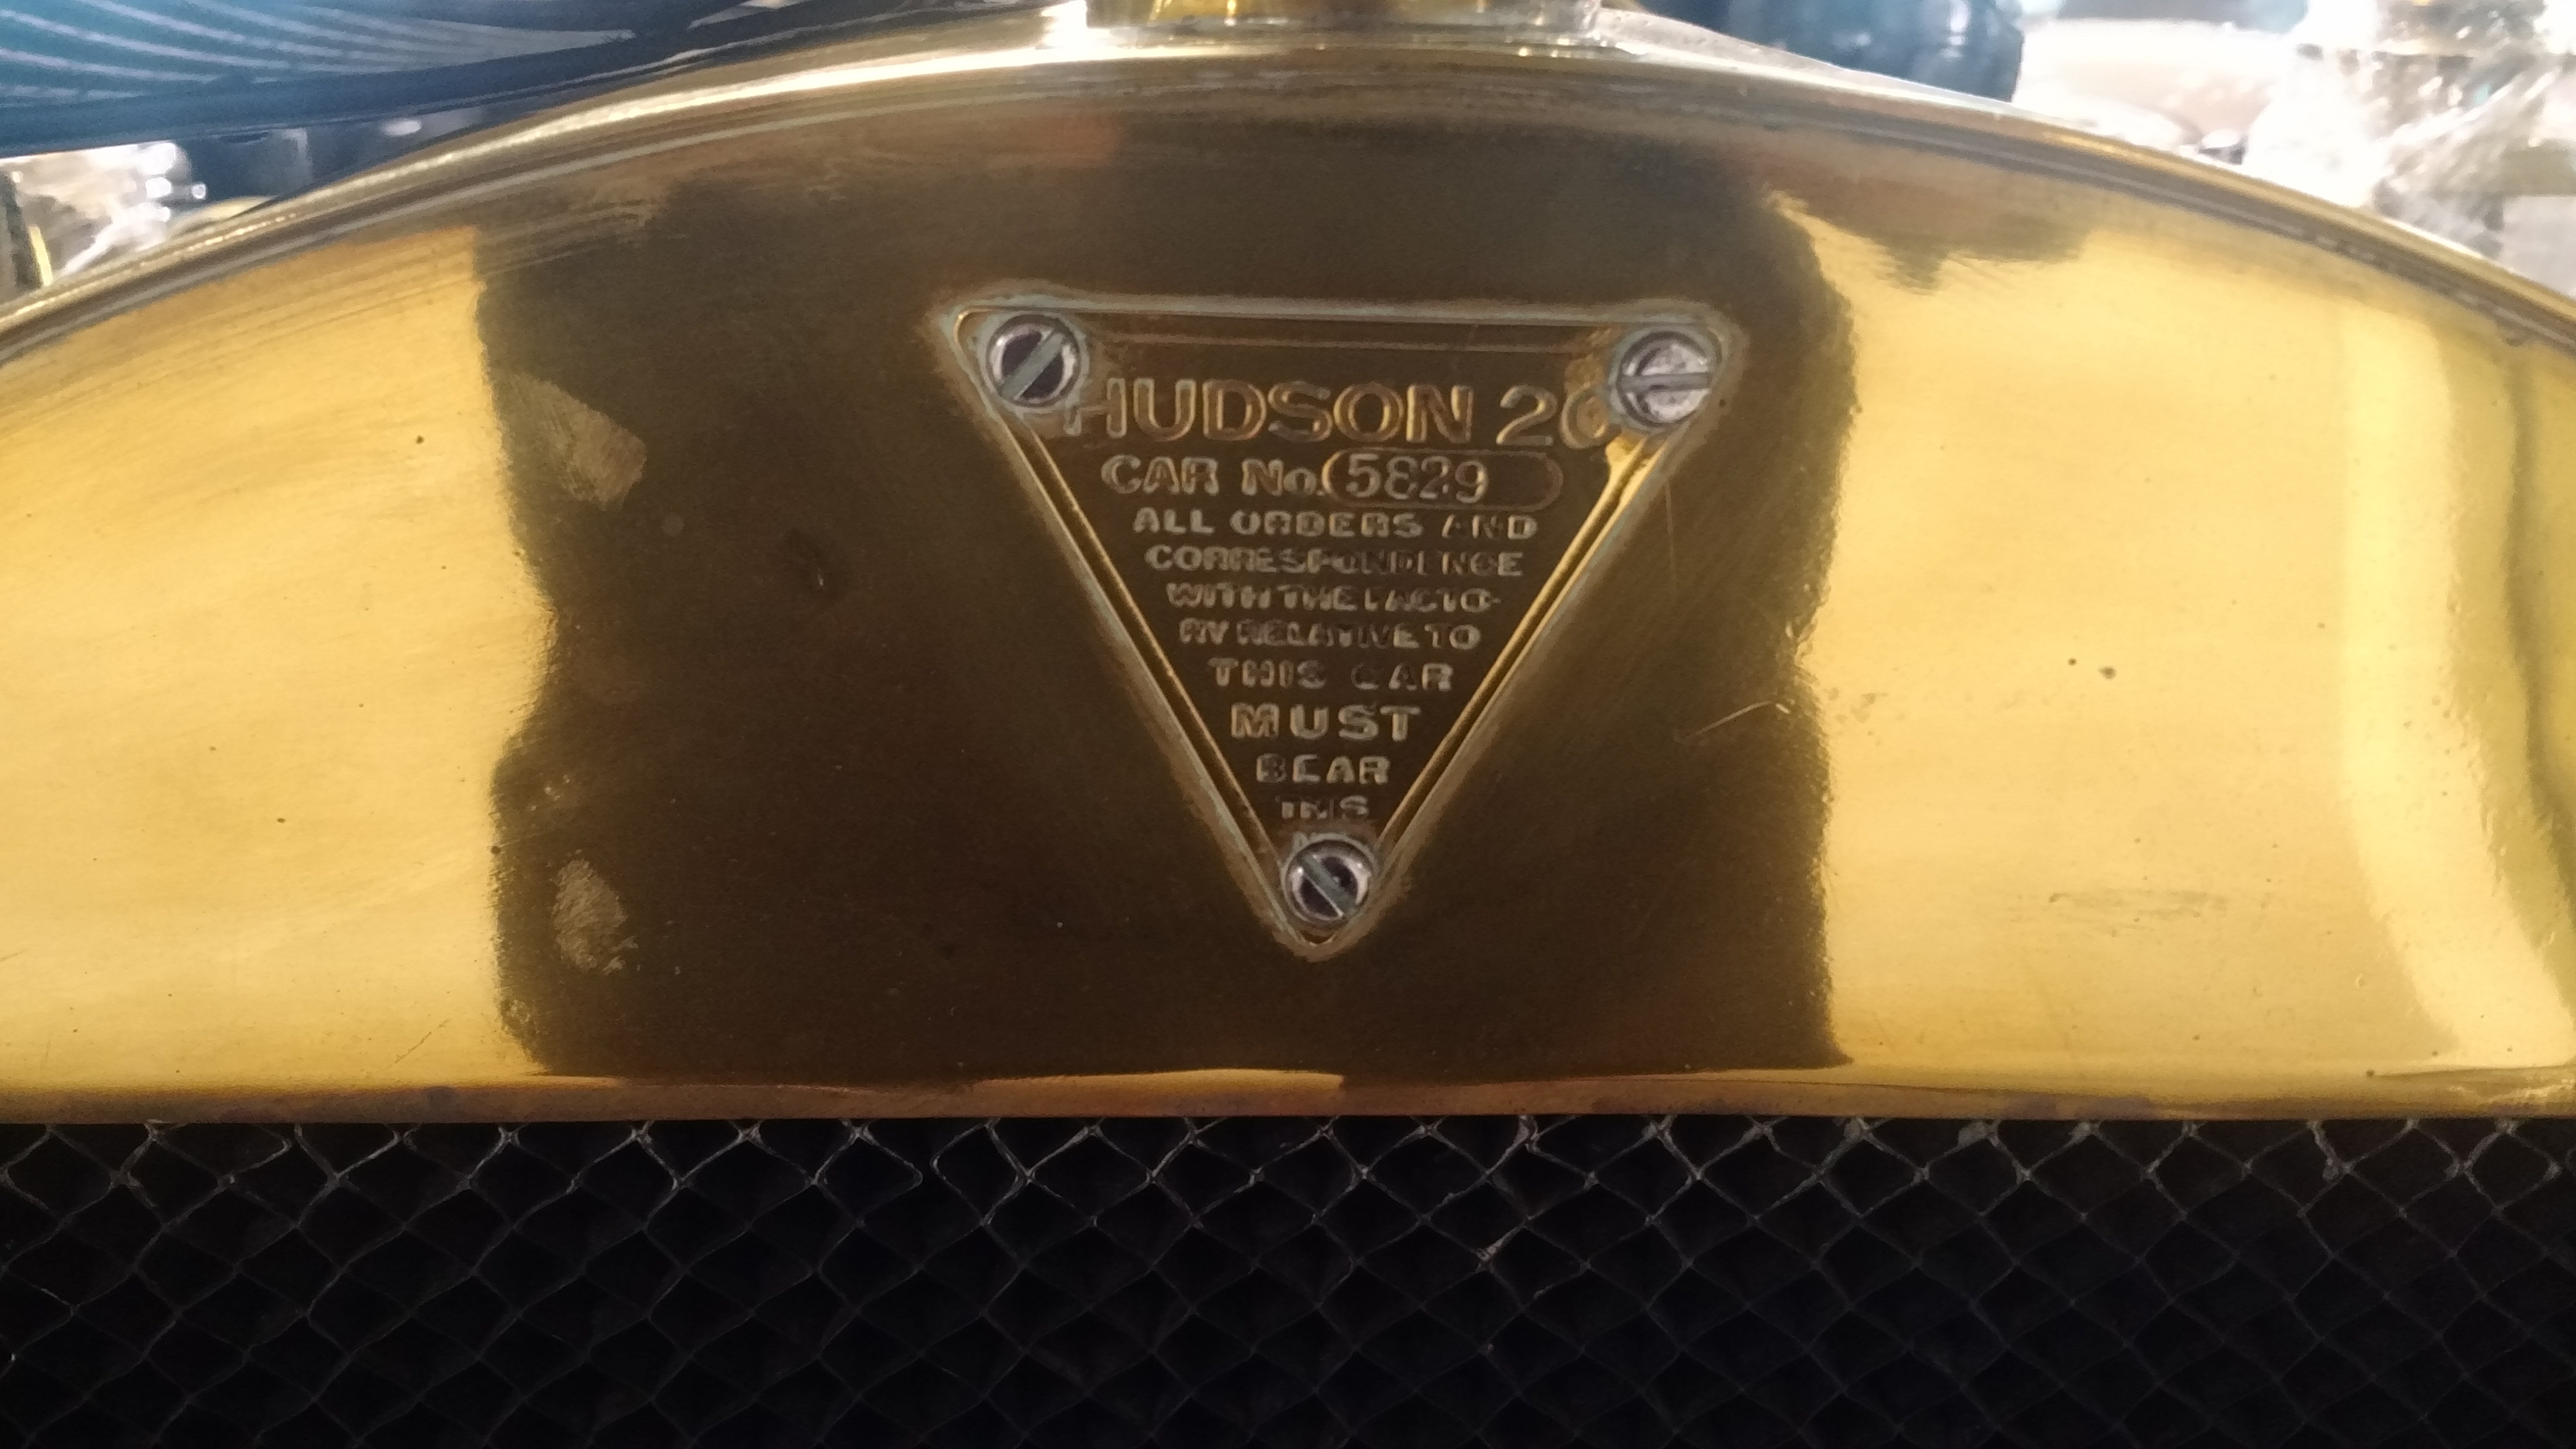 HUDSON 20
CAR No. 5829
ALL ORDERS AND
CORRESPONDENCE
WITH THE FACTO-
RY RELATIVE TO
THIS CAR
MUST
BEAR
THIS